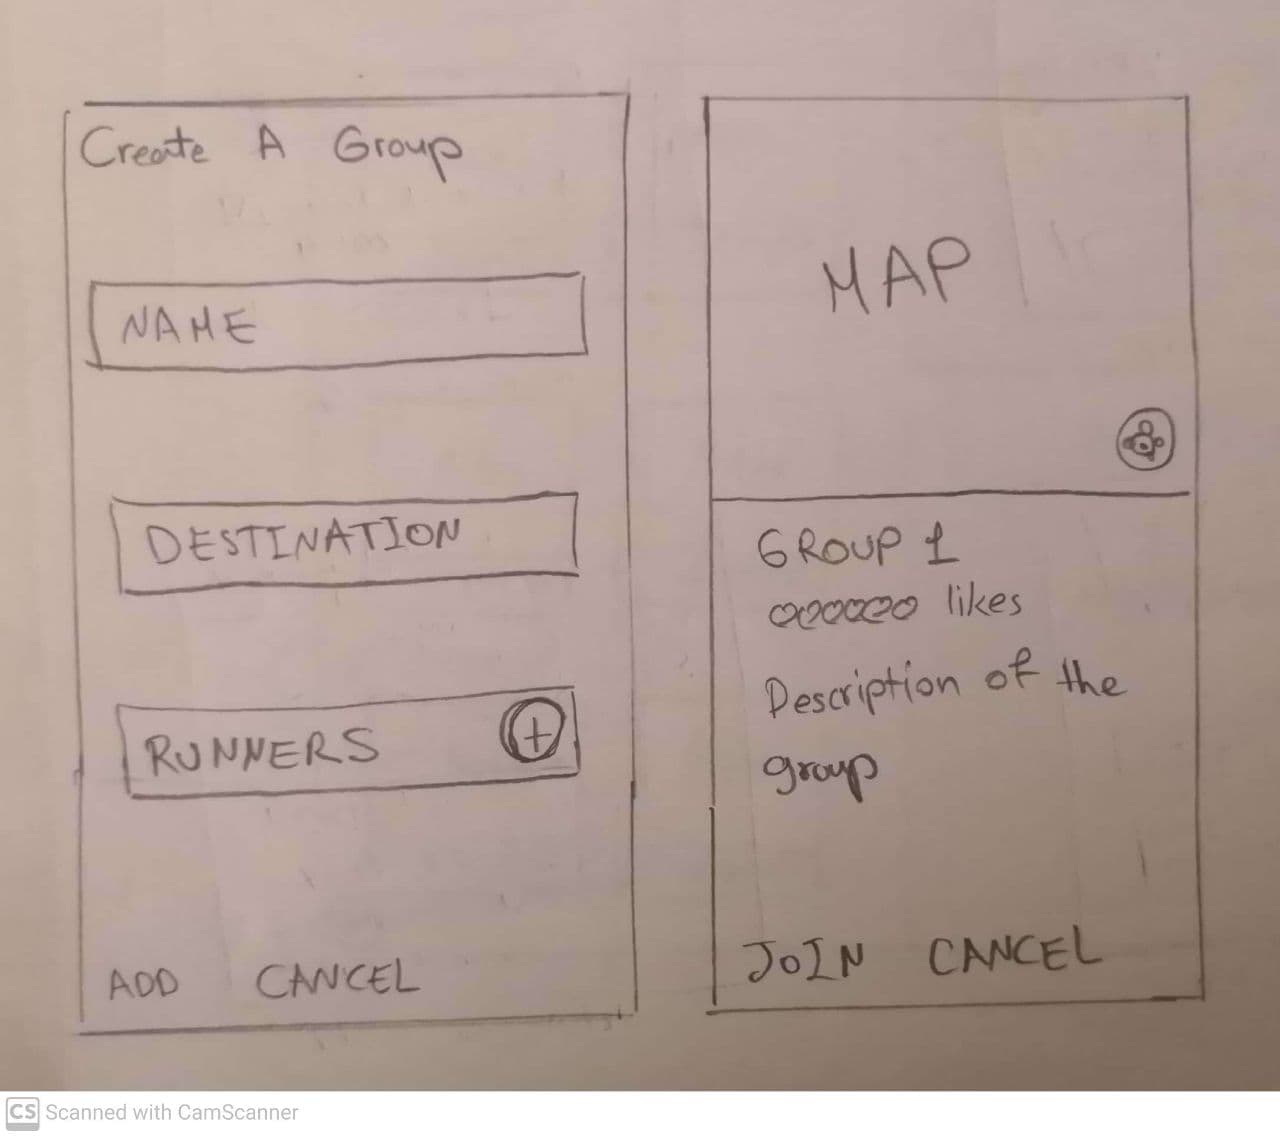 Create A Group
NAME
DESTINATION
RUNNERS +
ADD CANCEL
MAP
GROUP 1
likes
Description of the
group
JOIN CANCEL
CS Scanned with CamScanner